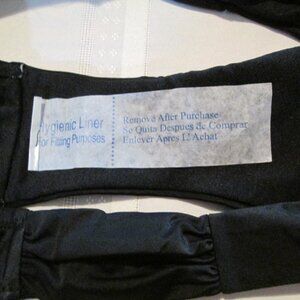 Hygienic Liner
For Fitting Purposes
Remove After Purchase
Se Quita Despues de Comprar
Enlever Apres L'Achat